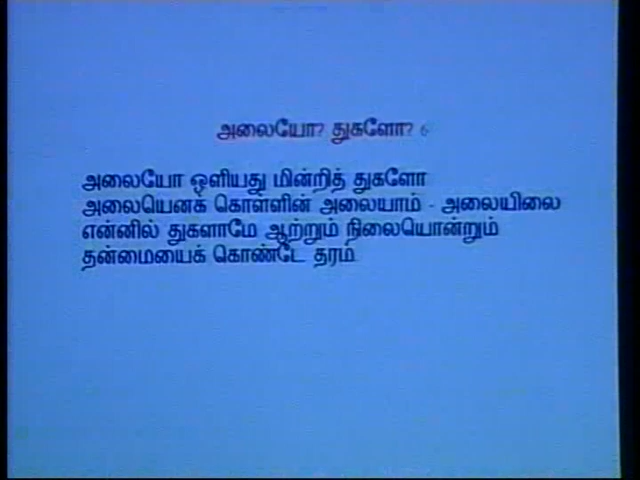 அலையோ? துகளோ? 6
அலையோ ஒளியது மின்றித் துகளோ
அலையெனக் கொள்ளின் அலையாம் - அலையிலை
என்னில் துகளாமே ஆற்றும் நிலையொன்றும்
தன்மையைக் கொண்டே தரம்